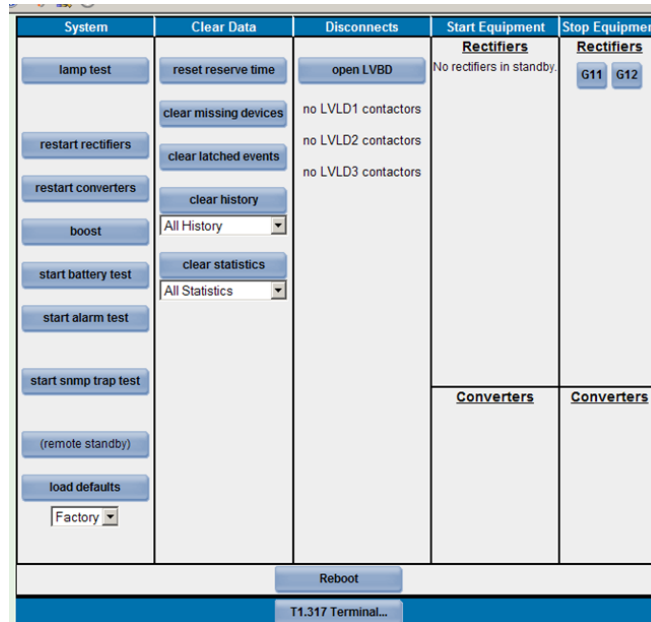 System
Clear Data
Disconnects
Start Equipment
Stop Equipmen
lamp test
restart rectifiers
restart converters
boost
start battery test
start alarm test
start snmp trap test
(remote standby)
load defaults
Factory
reset reserve time
clear missing devices
clear latched events
clear history
All History
clear statistics
All Statistics
open LVBD
no LVLD1 contactors
no LVLD2 contactors
no LVLD3 contactors
Rectifiers
No rectifiers in standby.
Converters
Rectifiers
G11 G12
Converters
Reboot
T1.317 Terminal...